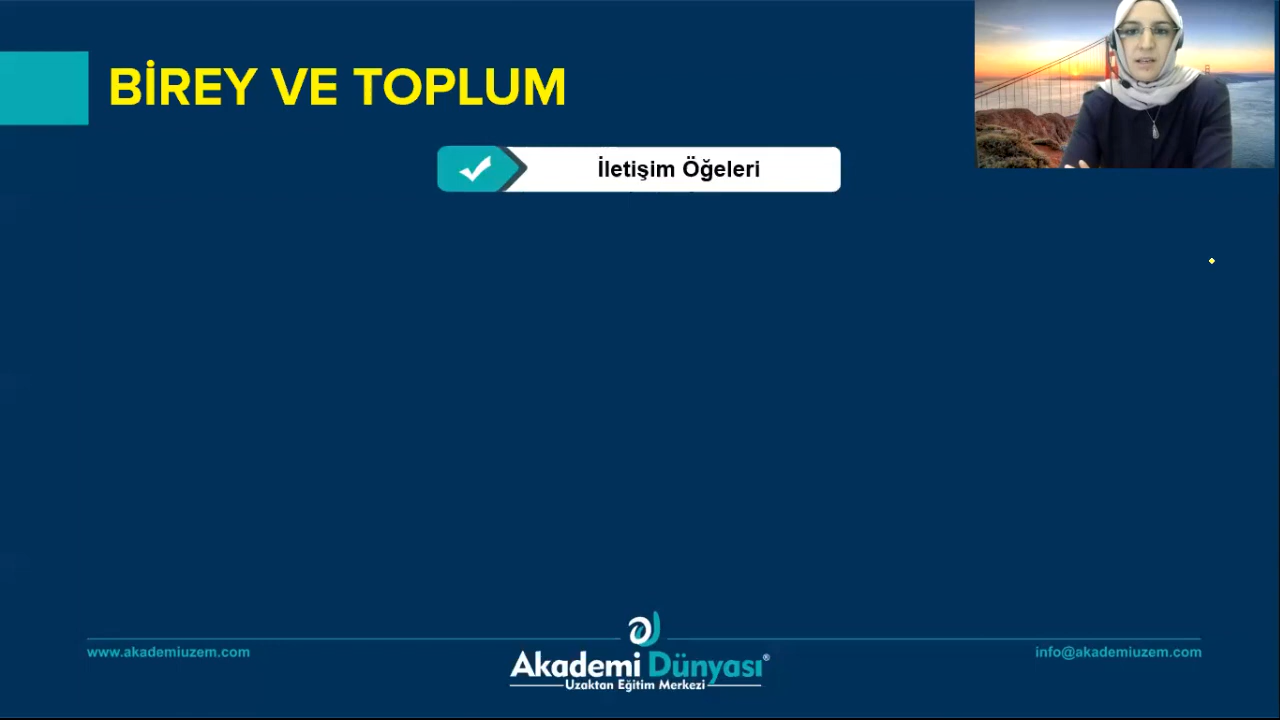 BİREY VE TOPLUM
İletişim Öğeleri
www.akademiuzem.com
info@akademiuzem.com
Akademi Dünyası®
Uzaktan Eğitim Merkezi